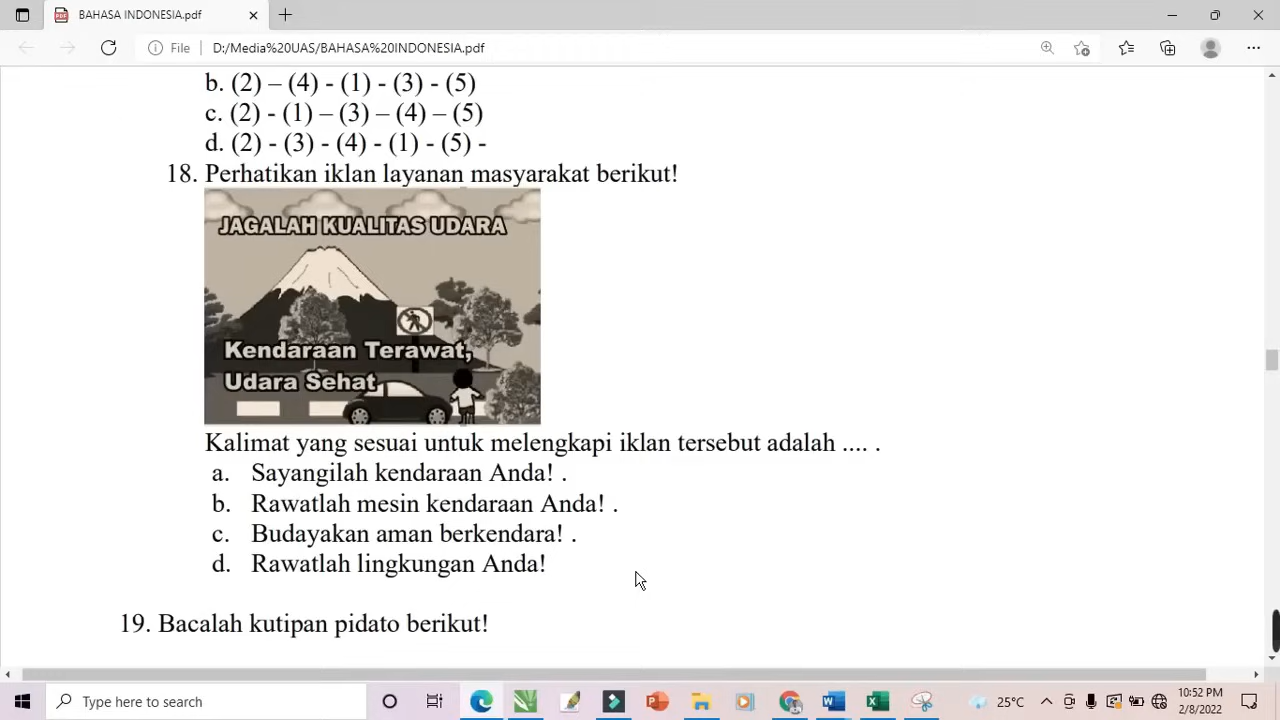 BAHASA INDONESIA.pdf
File
D:/Media%20UAS/BAHASA%20INDONESIA.pdf
b. (2) – (4) - (1) - (3) - (5)
c. (2) - (1) – (3) – (4) – (5)
d. (2) - (3) - (4) - (1) - (5) -
18. Perhatikan iklan layanan masyarakat berikut!
JAGALAH KUALITAS UDARA
Kendaraan Terawat,
Udara Sehat
Kalimat yang sesuai untuk melengkapi iklan tersebut adalah .... .
a. Sayangilah kendaraan Anda! .
b. Rawatlah mesin kendaraan Anda! .
c. Budayakan aman berkendara! .
d. Rawatlah lingkungan Anda!
19. Bacalah kutipan pidato berikut!
Type here to search
25°C
10:52 PM
2/8/2022